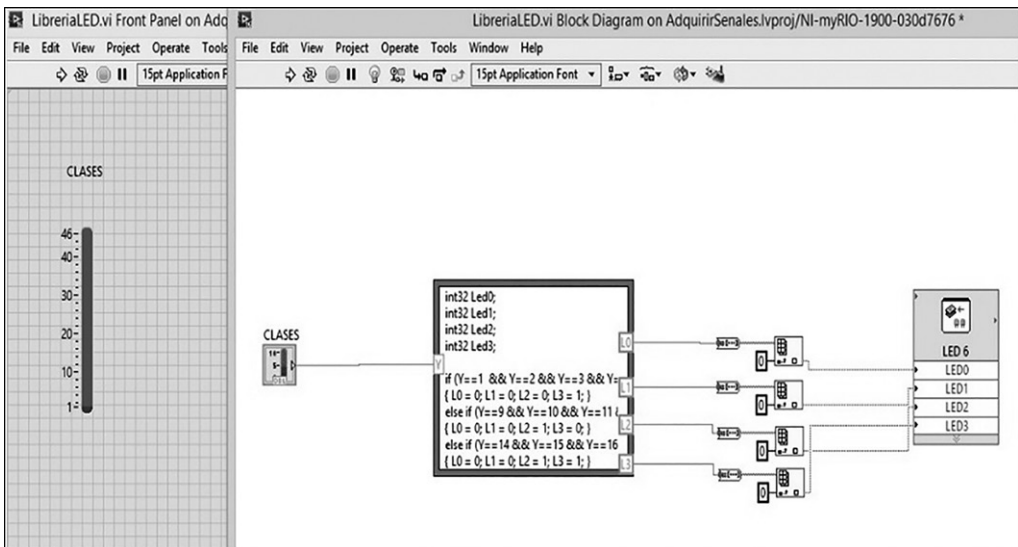 LibreriaLED.vi Front Panel on Adq
File Edit View Project Operate Tools
15pt Application F
CLASES
46
40
30
20
10
1
LibreriaLED.vi Block Diagram on AdquirirSenales.lvproj/NI-myRIO-1900-030d7676 *
File Edit View Project Operate Tools Window Help
15pt Application Font
CLASES
10
5
Y
int32 Led0;
int32 Led1;
int32 Led2;
int32 Led3;
if (Y==1 && Y==2 && Y==3 && Y=
{ L0 = 0; L1 = 0; L2 = 0; L3 = 1; }
else if (Y==9 && Y==10 && Y==11 &
{ L0 = 0; L1 = 0; L2 = 1; L3 = 0; }
else if (Y==14 && Y==15 && Y==16
{ L0 = 0; L1 = 0; L2 = 1; L3 = 1; }
L0
L1
L2
L3
0
0
0
0
LED 6
LED0
LED1
LED2
LED3